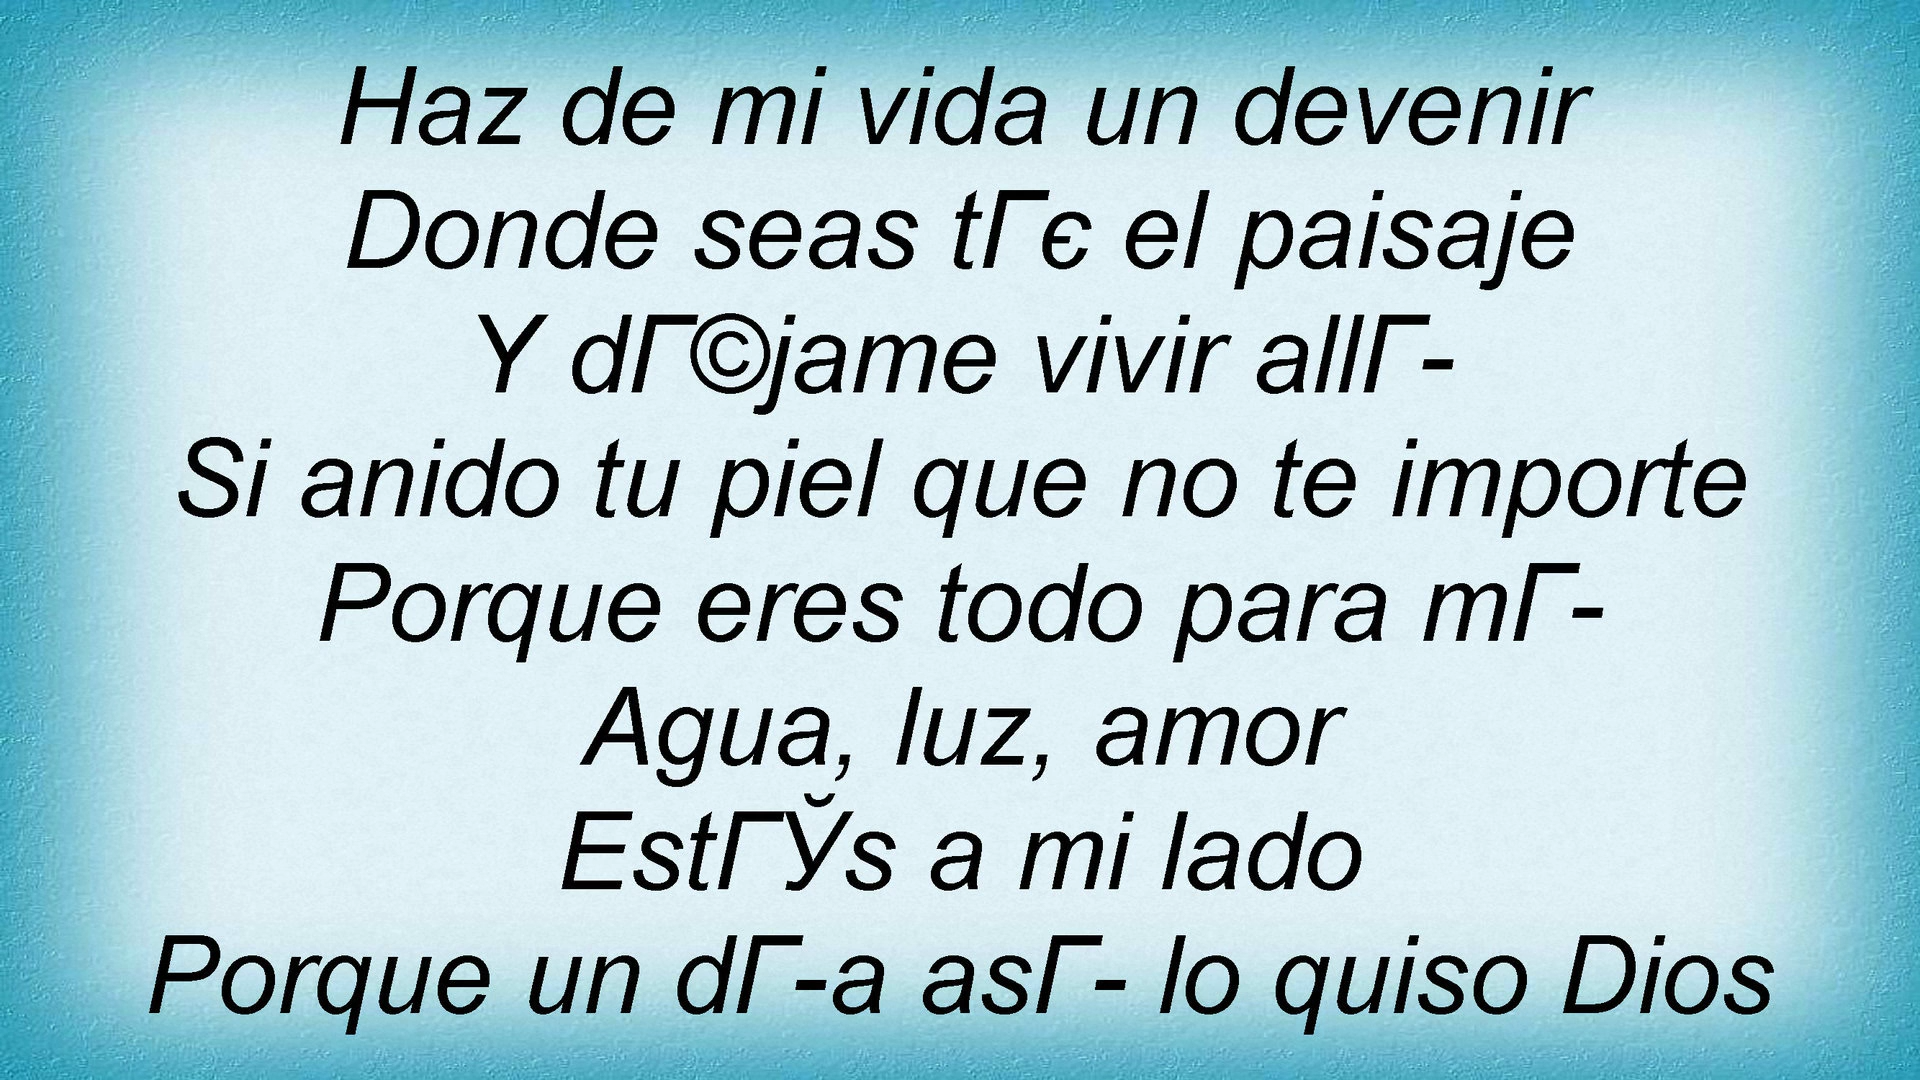 Haz de mi vida un devenir
Donde seas tГє el paisaje
Y dГ©jame vivir allГ-
Si anido tu piel que no te importe
Porque eres todo para mГ-
Agua, luz, amor
EstГЎs a mi lado
Porque un dГ-a asГ- lo quiso Dios